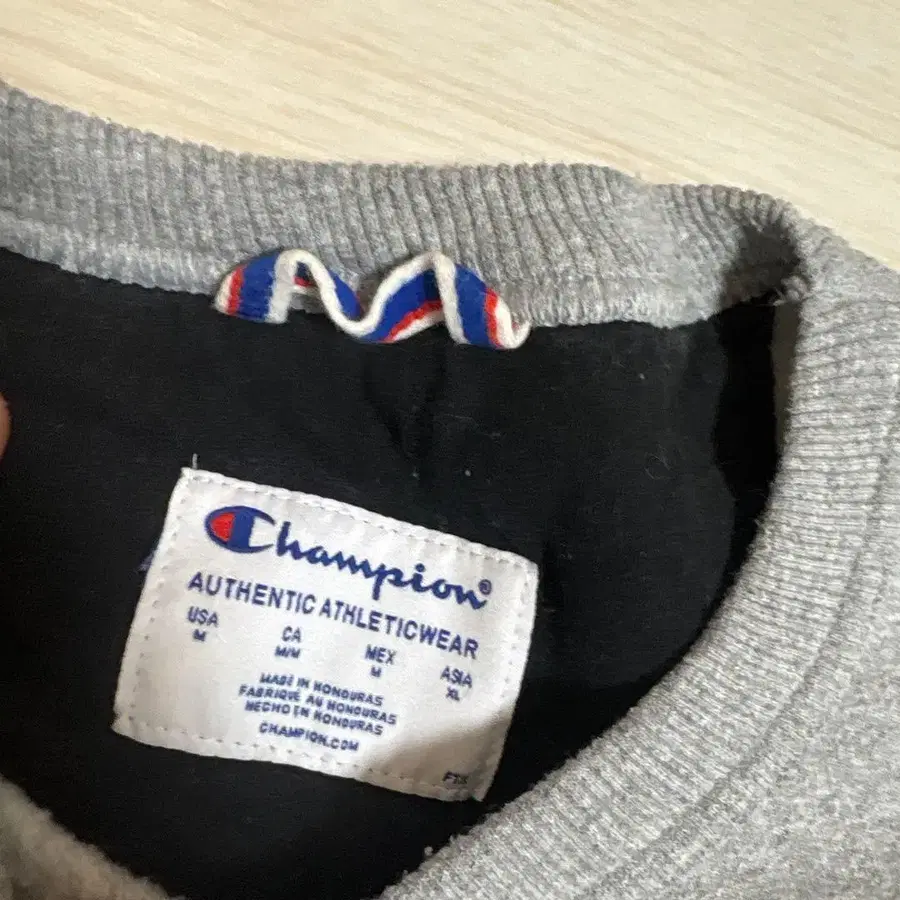 Champion®
AUTHENTIC ATHLETICWEAR
USA CA MEX ASIA
M M/M M XL
MADE IN HONDURAS
FABRIQUÉ AU HONDURAS
HECHO EN HONDURAS
CHAMPION.COM